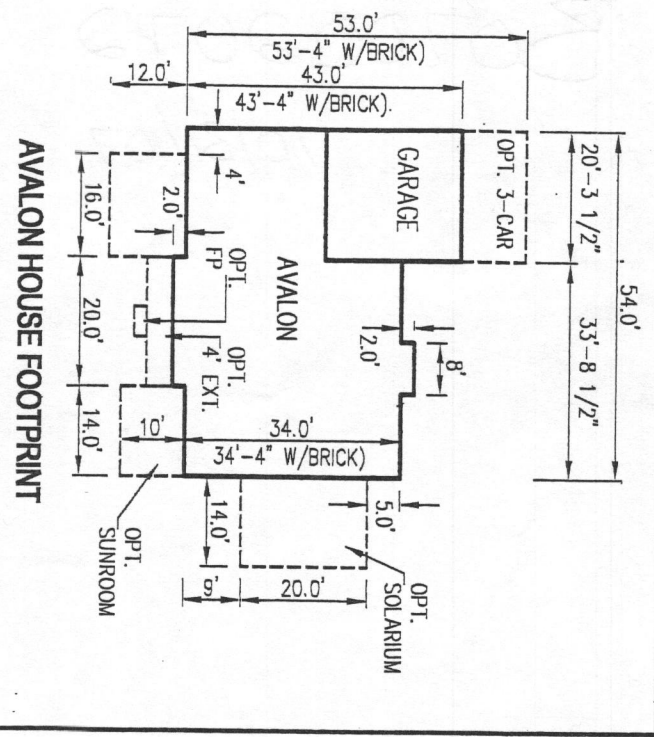 53.0'
53'-4" W/BRICK)
43.0'
43'-4" W/BRICK).
12.0'
OPT. 3-CAR
20'-3 1/2"
54.0'
33'-8 1/2"
GARAGE
4'
16.0'
2.0'
OPT.
FP
AVALON
20.0'
OPT.
4' EXT.
2.0'
8'
14.0'
10'
34.0'
34'-4" W/BRICK)
5.0'
14.0'
9'
20.0'
OPT.
SUNROOM
OPT.
SOLARIUM
AVALON HOUSE FOOTPRINT